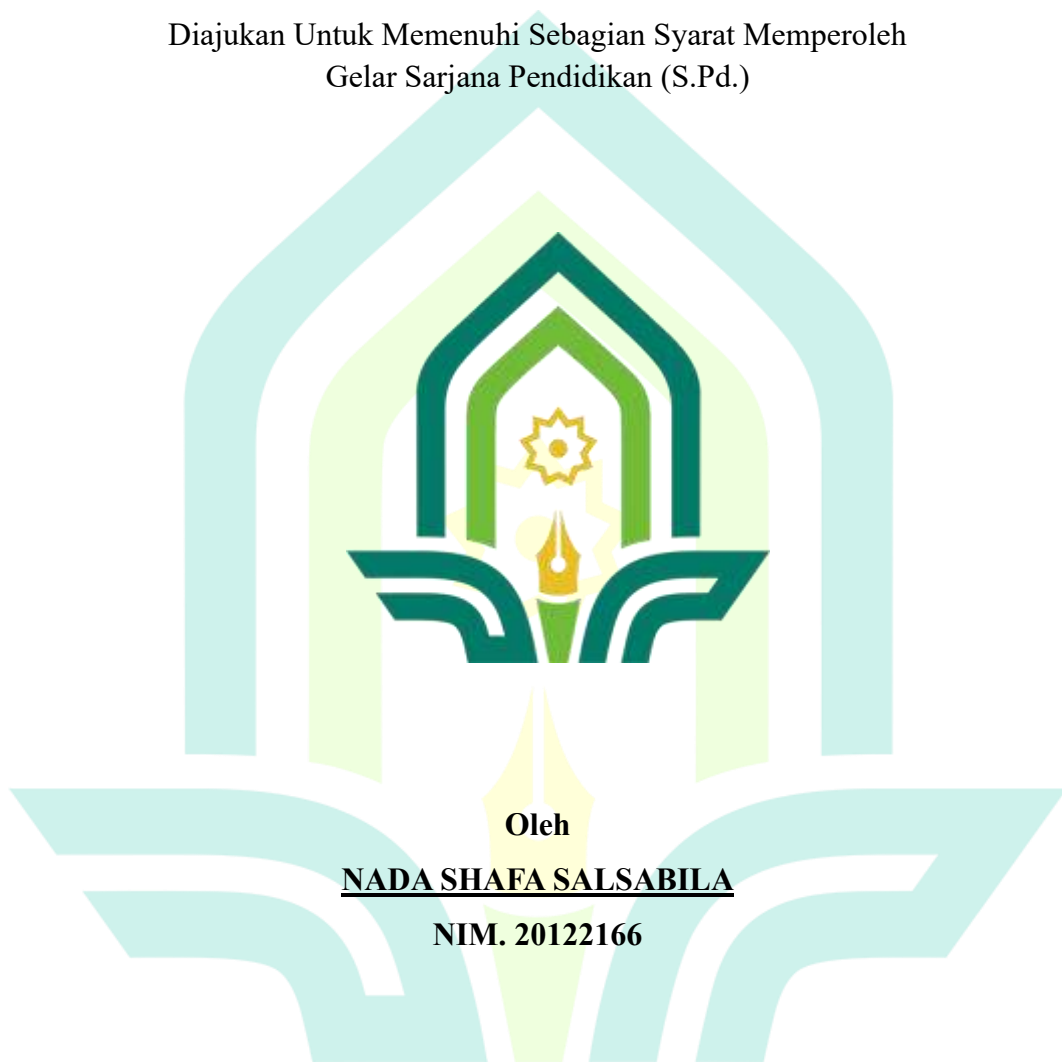 Diajukan Untuk Memenuhi Sebagian Syarat Memperoleh
Gelar Sarjana Pendidikan (S.Pd.)
Oleh
NADA SHAFA SALSABILA
NIM. 20122166